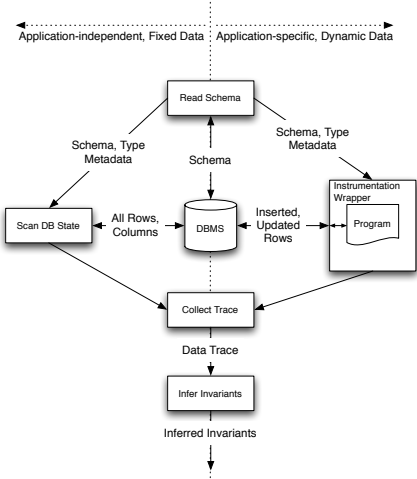 Application-independent, Fixed Data
Application-specific, Dynamic Data
Read Schema
Schema, Type
Metadata
Schema
Schema, Type
Metadata
Instrumentation
Wrapper
Scan DB State
All Rows,
Columns
DBMS
Inserted,
Updated
Rows
Program
Collect Trace
Data Trace
Infer Invariants
Inferred Invariants